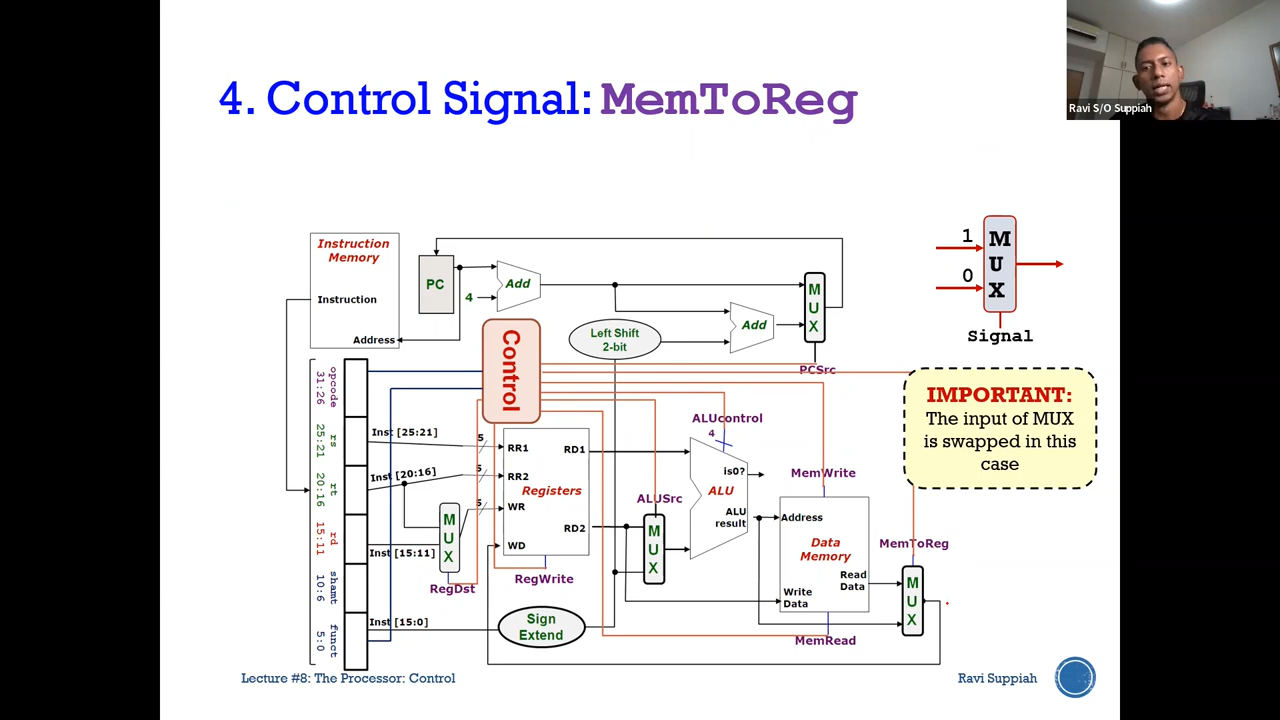 Ravi S/O Suppiah
4. Control Signal: MemToReg
Instruction
Memory
Instruction
Address
PC
4
Add
Left Shift
2-bit
Add
M
U
X
PCSrc
1
0
M
U
X
Signal
IMPORTANT:
The input of MUX
is swapped in this
case
Control
opcode
31:26
rs
25:21
rt
20:16
rd
15:11
shamt
10:6
funct
5:0
Inst [25:21]
Inst [20:16]
Inst [15:11]
Inst [15:0]
5
5
5
M
U
X
RegDst
RR1
RR2
WR
WD
RD1
RD2
Registers
RegWrite
Sign
Extend
ALUSrc
M
U
X
ALUcontrol
4
is0?
ALU
ALU
result
MemWrite
Address
Data
Memory
Read
Data
Write
Data
MemRead
MemToReg
M
U
X
Lecture #8: The Processor: Control
Ravi Suppiah